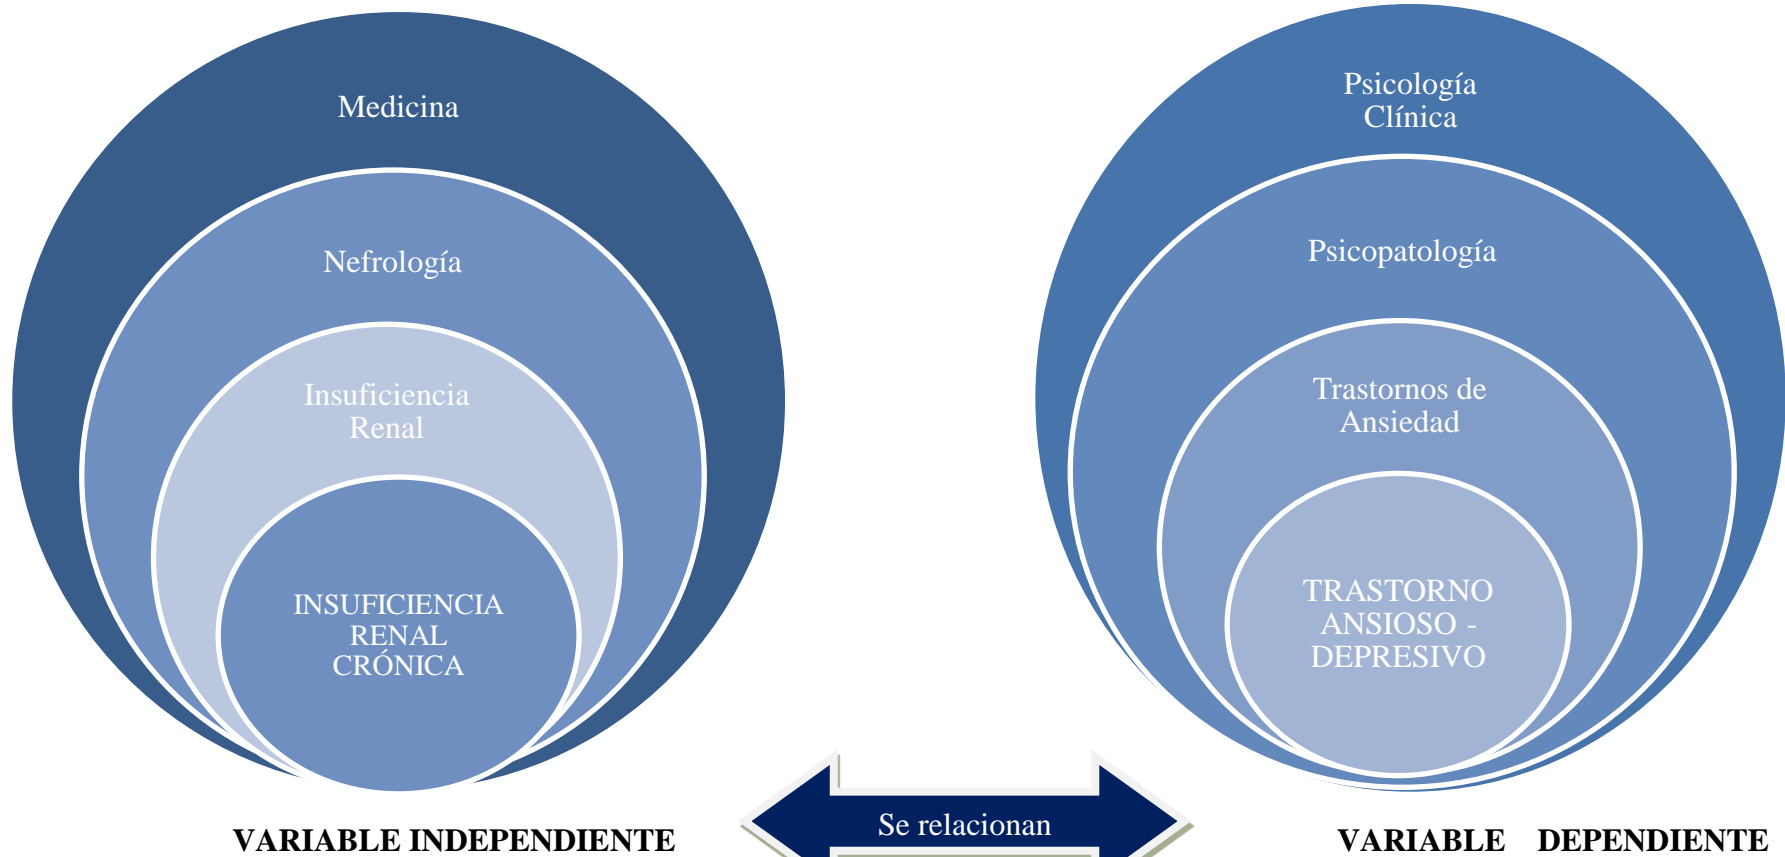 Medicina
Nefrología
Insuficiencia
Renal
INSUFICIENCIA
RENAL
CRÓNICA
VARIABLE INDEPENDIENTE
Psicología
Clínica
Psicopatología
Trastornos de
Ansiedad
TRASTORNO
ANSIOSO -
DEPRESIVO
Se relacionan
VARIABLE DEPENDIENTE